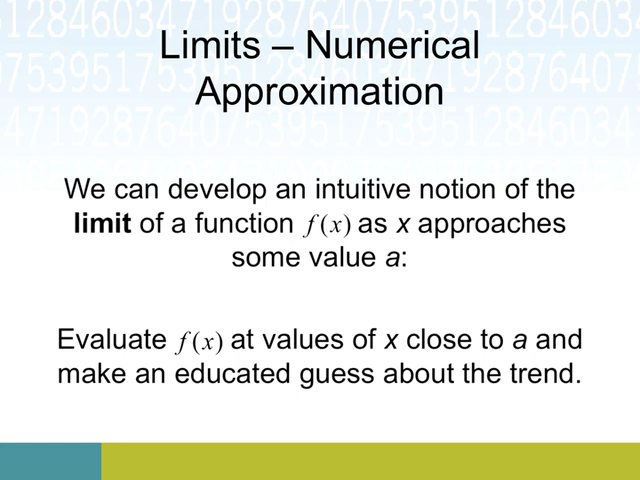 Limits – Numerical
Approximation
We can develop an intuitive notion of the
limit of a function f(x) as x approaches
some value a:
Evaluate f(x) at values of x close to a and
make an educated guess about the trend.